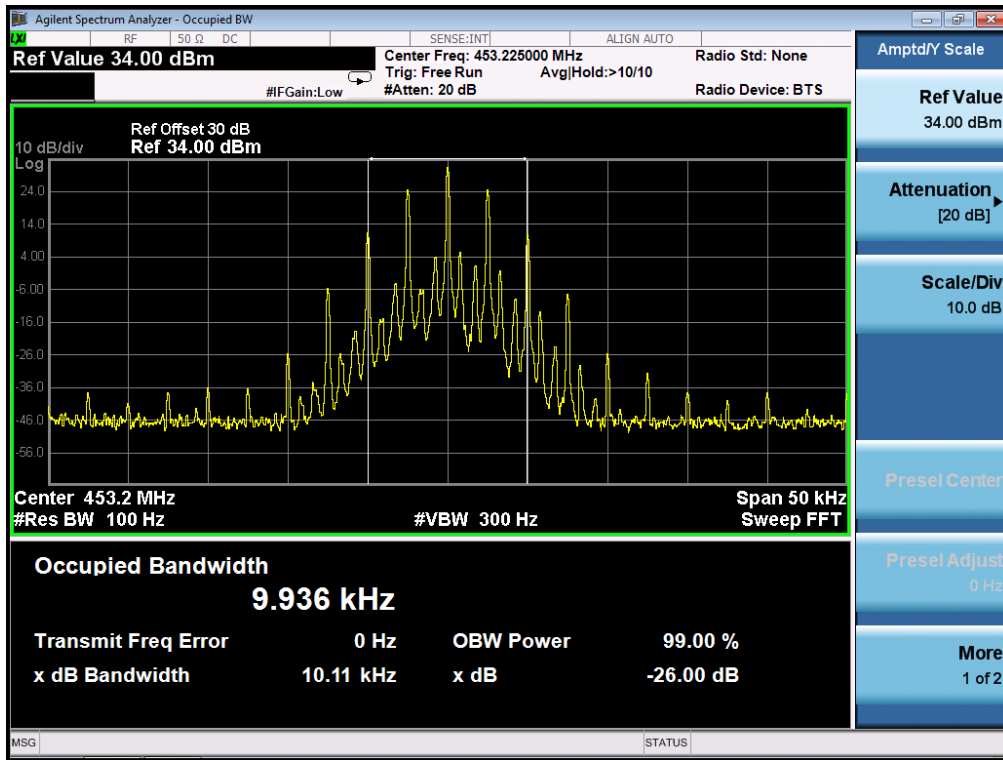 Agilent Spectrum Analyzer - Occupied BW
LXI RF 50 Ω DC SENSE:INT ALIGN AUTO
Ref Value 34.00 dBm
Center Freq: 453.225000 MHz
Radio Std: None
Trig: Free Run Avg|Hold:>10/10
#IFGain:Low
#Atten: 20 dB
Radio Device: BTS
Ref Offset 30 dB
10 dB/div Ref 34.00 dBm
Log
24.0
14.0
4.00
-6.00
-16.0
-26.0
-36.0
-46.0
-56.0
Center 453.2 MHz
Span 50 kHz
#Res BW 100 Hz
#VBW 300 Hz
Sweep FFT
Occupied Bandwidth
9.936 kHz
Transmit Freq Error 0 Hz OBW Power 99.00 %
x dB Bandwidth 10.11 kHz x dB -26.00 dB
MSG
STATUS
Amptd/Y Scale
Ref Value
34.00 dBm
Attenuation
[20 dB]
Scale/Div
10.0 dB
Presel Center
Presel Adjust
0 Hz
More
1 of 2